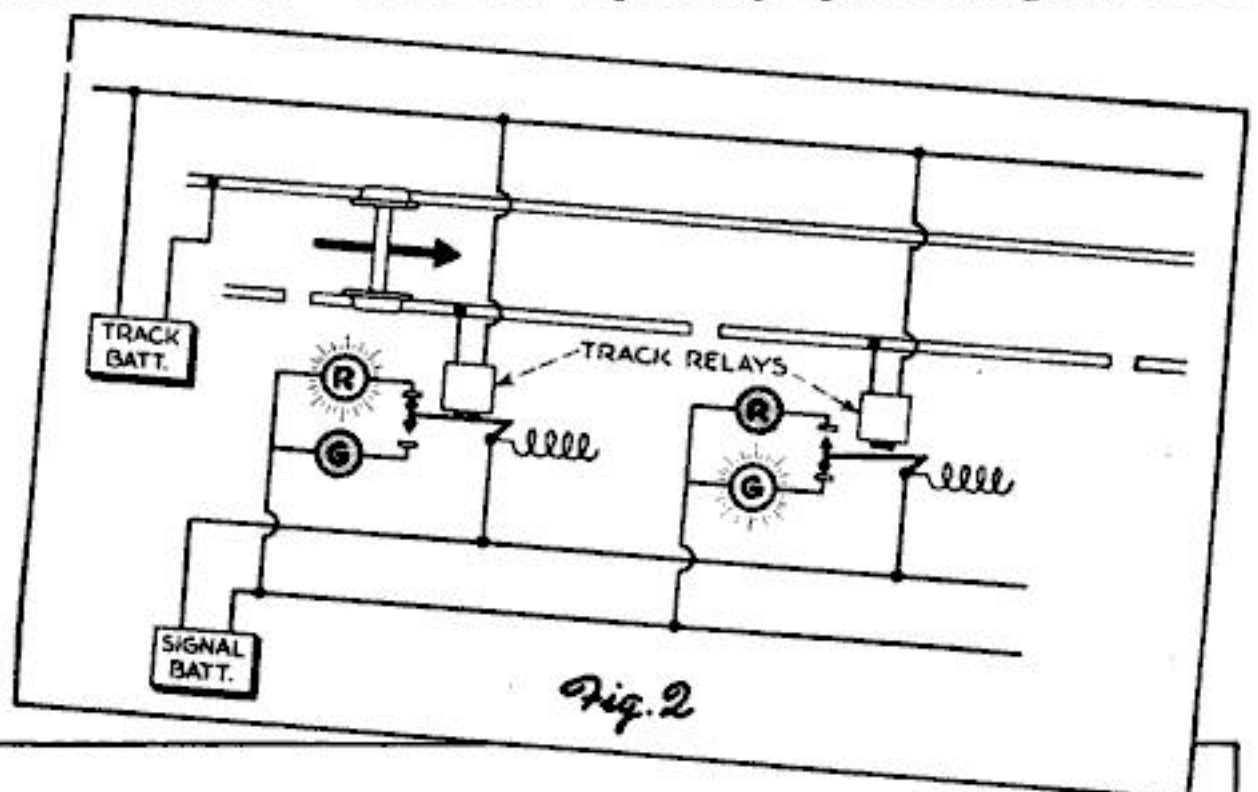 TRACK
BATT.
TRACK RELAYS
R
G
R
G
SIGNAL
BATT.
Fig. 2